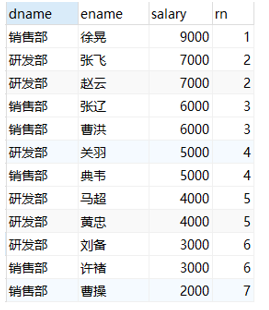 dname ename salary rn
销售部 徐晃 9000 1
研发部 张飞 7000 2
研发部 赵云 7000 2
销售部 张辽 6000 3
销售部 曹洪 6000 3
研发部 关羽 5000 4
销售部 典韦 5000 4
研发部 马超 4000 5
研发部 黄忠 4000 5
研发部 刘备 3000 6
销售部 许褚 3000 6
销售部 曹操 2000 7